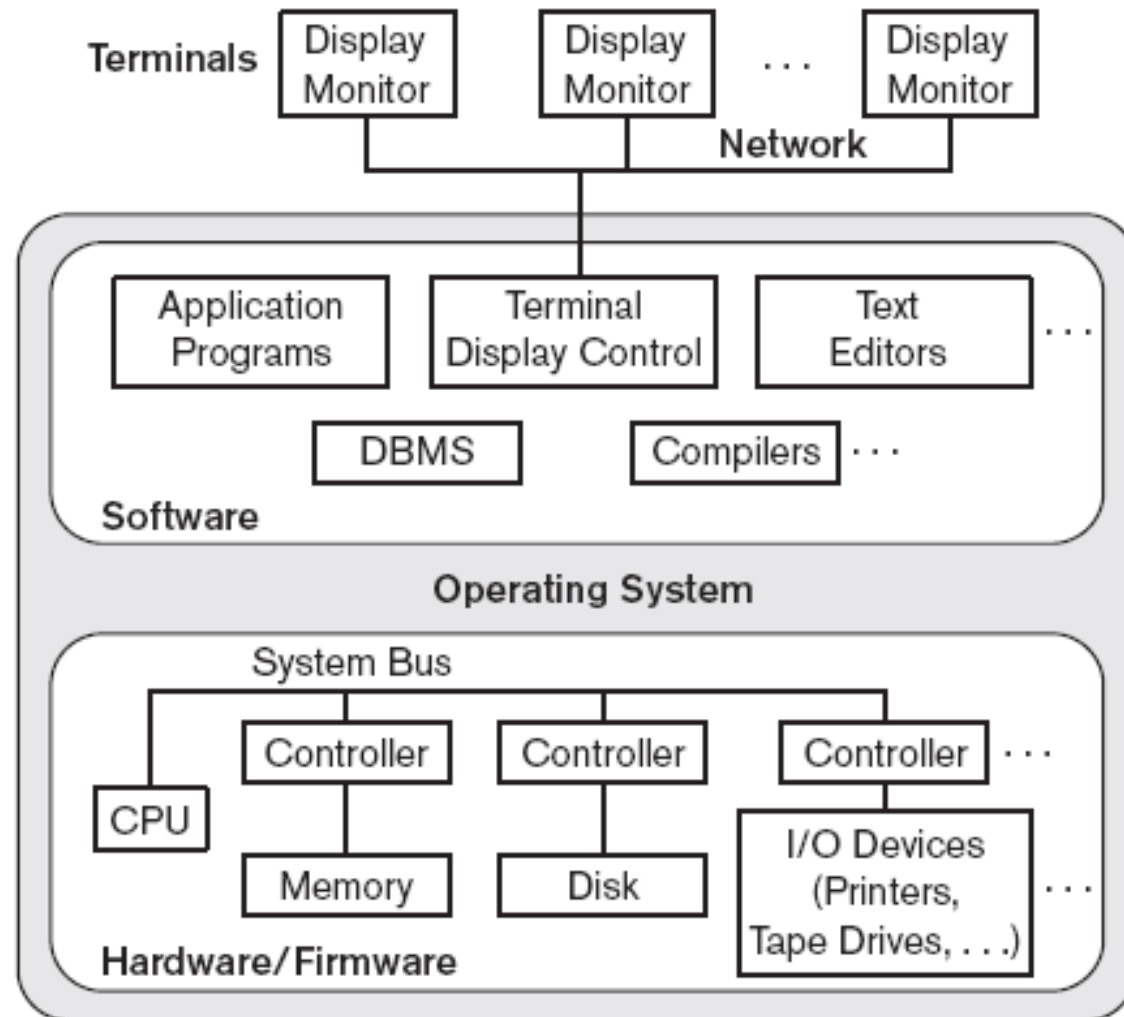 Terminals
Display
Monitor
Display
Monitor
. . .
Display
Monitor
Network
Application
Programs
Terminal
Display Control
Text
Editors
. . .
DBMS
Compilers
. . .
Software
Operating System
System Bus
Controller
Controller
Controller
. . .
CPU
Memory
Disk
I/O Devices
(Printers,
Tape Drives, . . .)
. . .
Hardware/Firmware